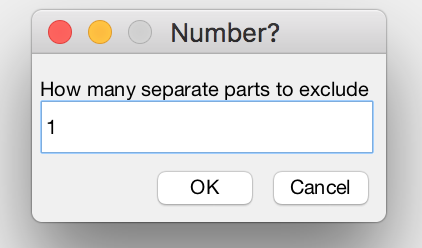 Number?
How many separate parts to exclude
1
OK Cancel